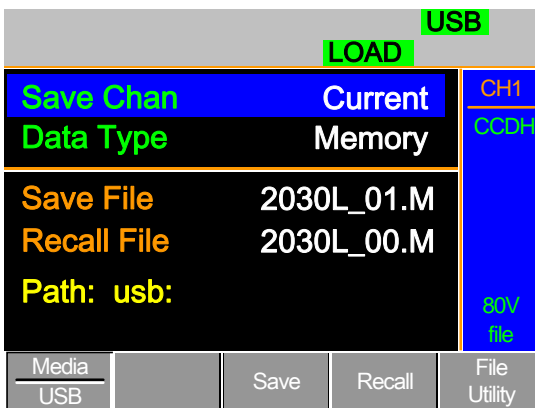 USB
LOAD
Save Chan Current
Data Type Memory
Save File 2030L_01.M
Recall File 2030L_00.M
Path: usb:
CH1
CCDH
80V
file
Media
USB
Save
Recall
File
Utility